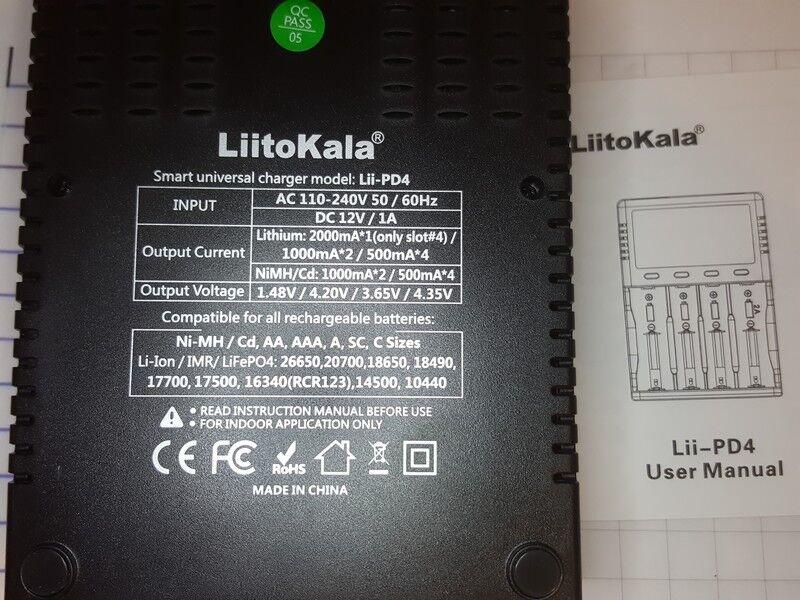 QC
PASS
05
LiitoKala®
Smart universal charger model: Lii-PD4
INPUT
AC 110-240V 50 / 60Hz
DC 12V / 1A
Output Current
Lithium: 2000mA*1(only slot#4) /
1000mA*2 / 500mA*4
NiMH/Cd: 1000mA*2 / 500mA*4
Output Voltage
1.48V / 4.20V / 3.65V / 4.35V
Compatible for all rechargeable batteries:
Ni-MH / Cd, AA, AAA, A, SC, C Sizes
Li-Ion / IMR/ LiFePO4: 26650,20700,18650, 18490,
17700, 17500, 16340(RCR123),14500, 10440
• READ INSTRUCTION MANUAL BEFORE USE
• FOR INDOOR APPLICATION ONLY
CE FC RoHS
MADE IN CHINA
LiitoKala®
2A
Lii-PD4
User Manual